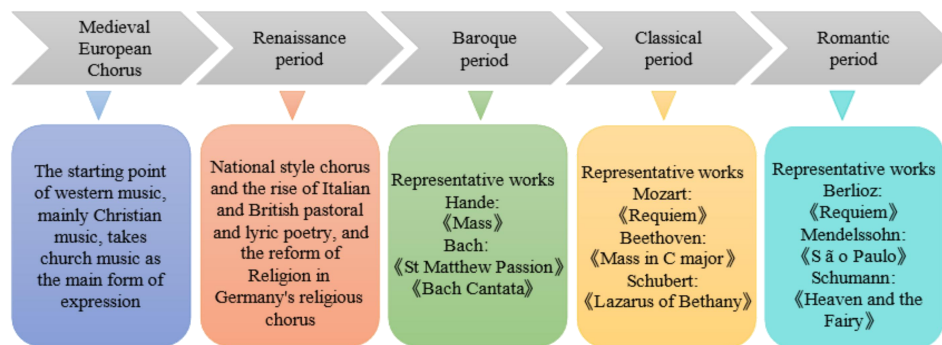 Medieval
European
Chorus
Renaissance
period
Baroque
period
Classical
period
Romantic
period
The starting point
of western music,
mainly Christian
music, takes
church music as
the main form of
expression
National style chorus
and the rise of Italian
and British pastoral
and lyric poetry, and
the reform of
Religion in
Germany's religious
chorus
Representative works
Hande:
《Mass》
Bach:
《St Matthew Passion》
《Bach Cantata》
Representative works
Mozart:
《Requiem》
Beethoven:
《Mass in C major》
Schubert:
《Lazarus of Bethany》
Representative works
Berlioz:
《Requiem》
Mendelssohn:
《S ã o Paulo》
Schumann:
《Heaven and the
Fairy》